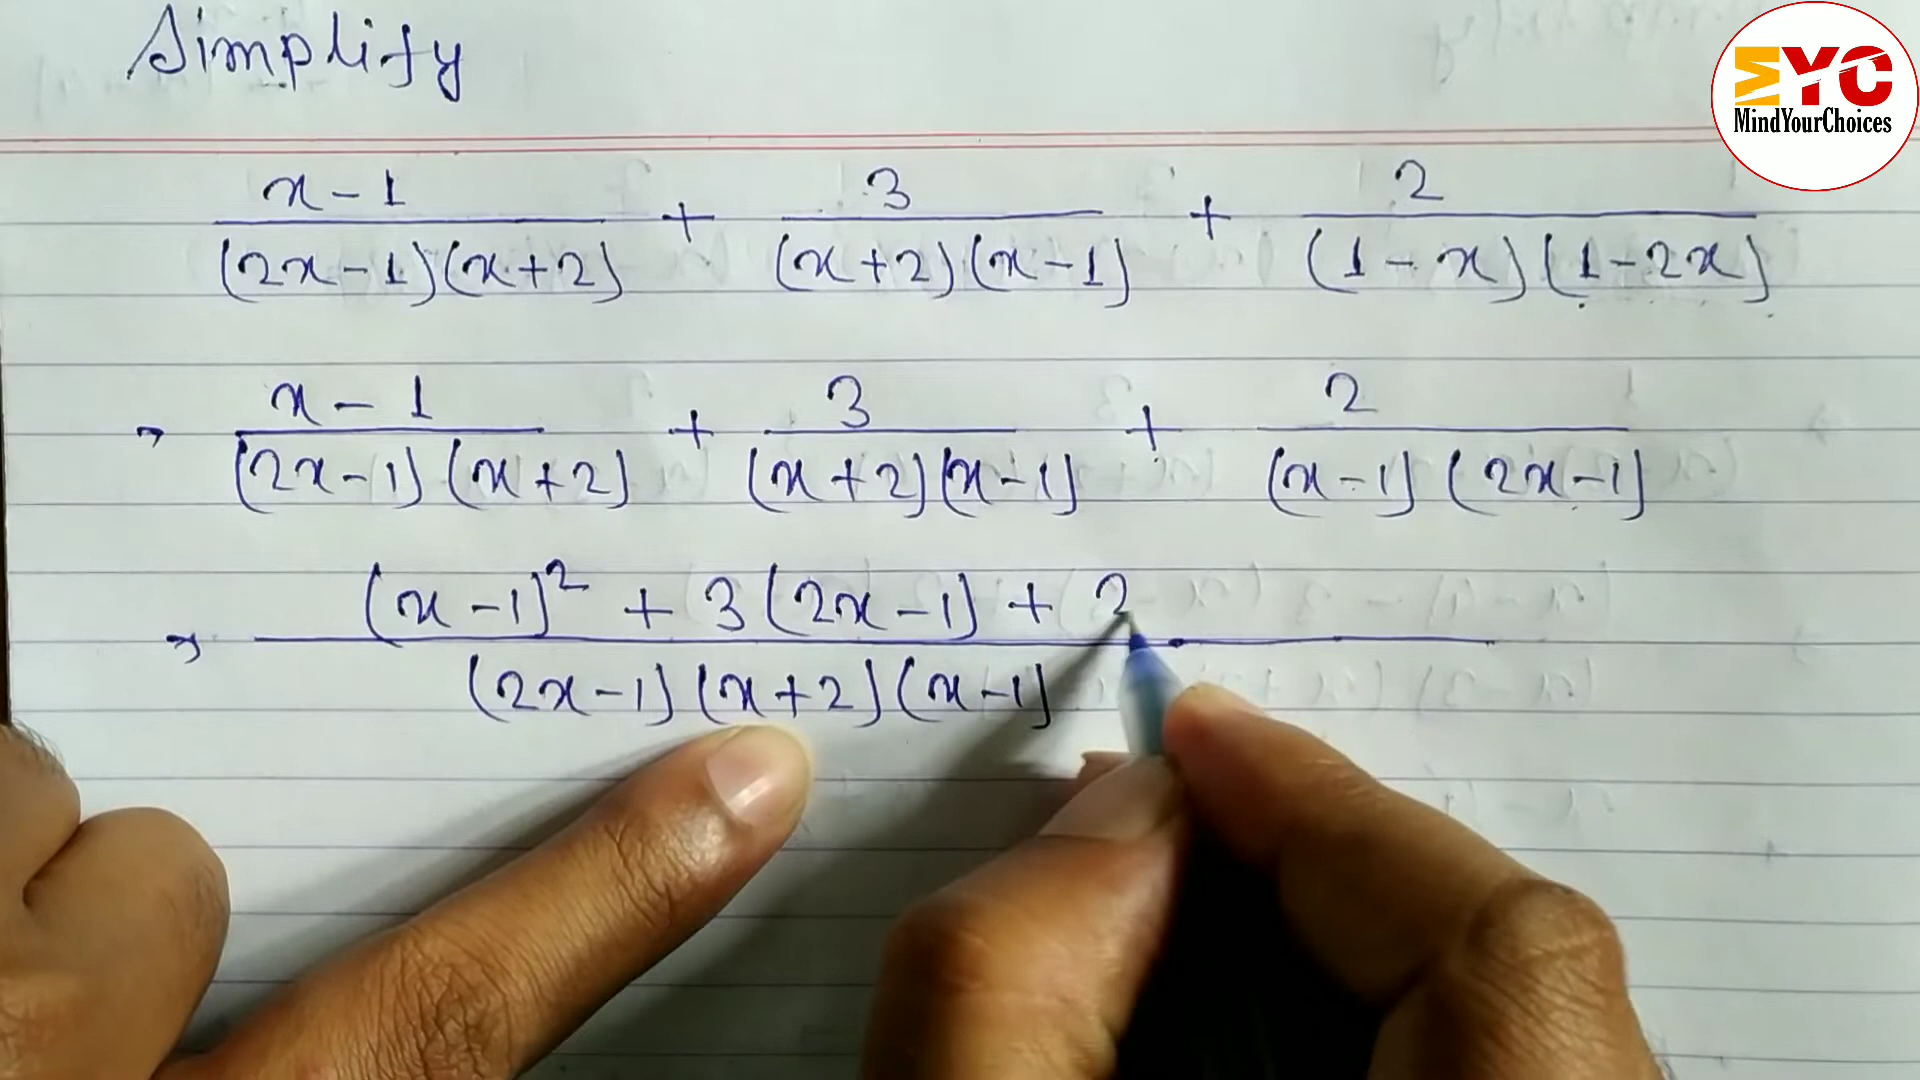 Simplify
MYC
MindYourChoices
x-1/(2x-1)(x+2) + 3/(x+2)(x-1) + 2/(1-x)(1-2x)
→ x-1/(2x-1)(x+2) + 3/(x+2)(x-1) + 2/(x-1)(2x-1)
→ (x-1)² + 3(2x-1) + 2/(2x-1)(x+2)(x-1)